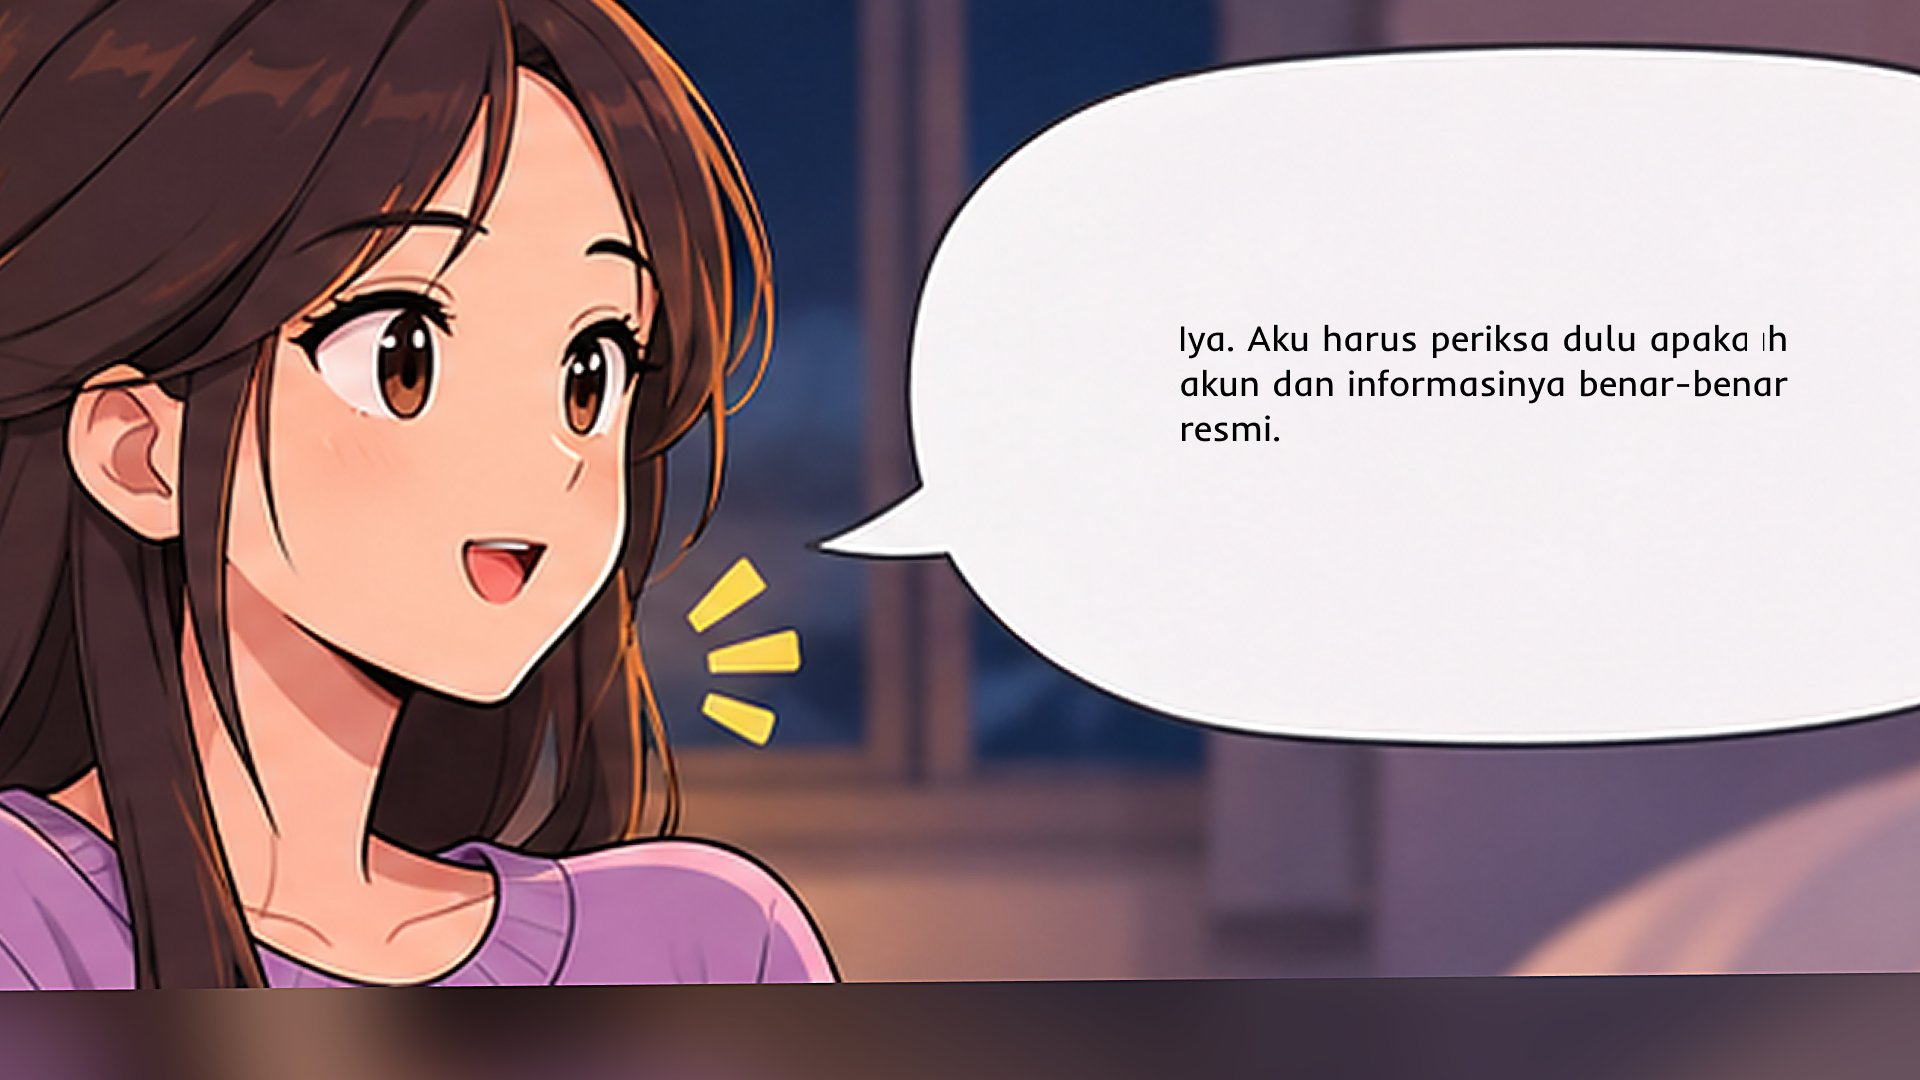 Iya. Aku harus periksa dulu apakah
akun dan informasinya benar-benar
resmi.